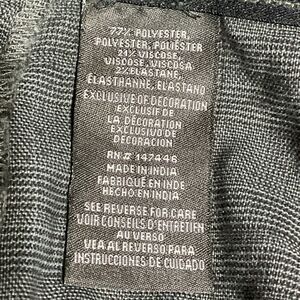 77% POLYESTER,
POLYESTER, POLIÉSTER
21% VISCOSE,
VISCOSE, VISCOSA
2% ELASTANE,
ÉLASTHANNE, ELASTANO
EXCLUSIVE OF DECORATION
EXCLUSIF DE
LA DÉCORATION
EXCLUSIVO DE
DECORACIÓN
RN# 147446
MADE IN INDIA
FABRIQUÉ EN INDE
HECHO EN INDIA
SEE REVERSE FOR CARE
VOIR CONSEILS D'ENTRETIEN
AU VERSO
VEA AL REVERSO PARA
INSTRUCCIONES DE CUIDADO